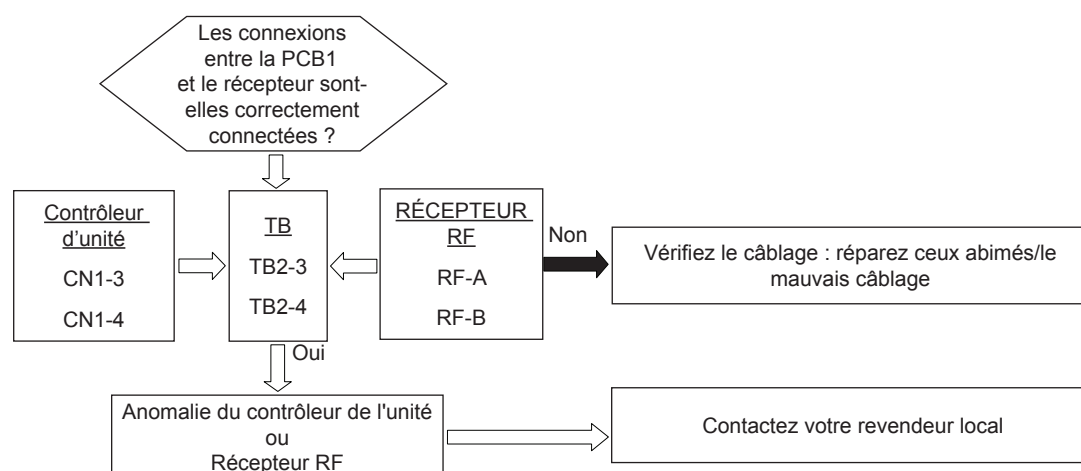 Les connexions
entre la PCB1
et le récepteur sont-
elles correctement
connectées ?
Contrôleur
d'unité
CN1-3
CN1-4
TB
TB2-3
TB2-4
RÉCEPTEUR
RF
RF-A
RF-B
Non
Vérifiez le câblage : réparez ceux abimés/le
mauvais câblage
Oui
Anomalie du contrôleur de l'unité
ou
Récepteur RF
Contactez votre revendeur local